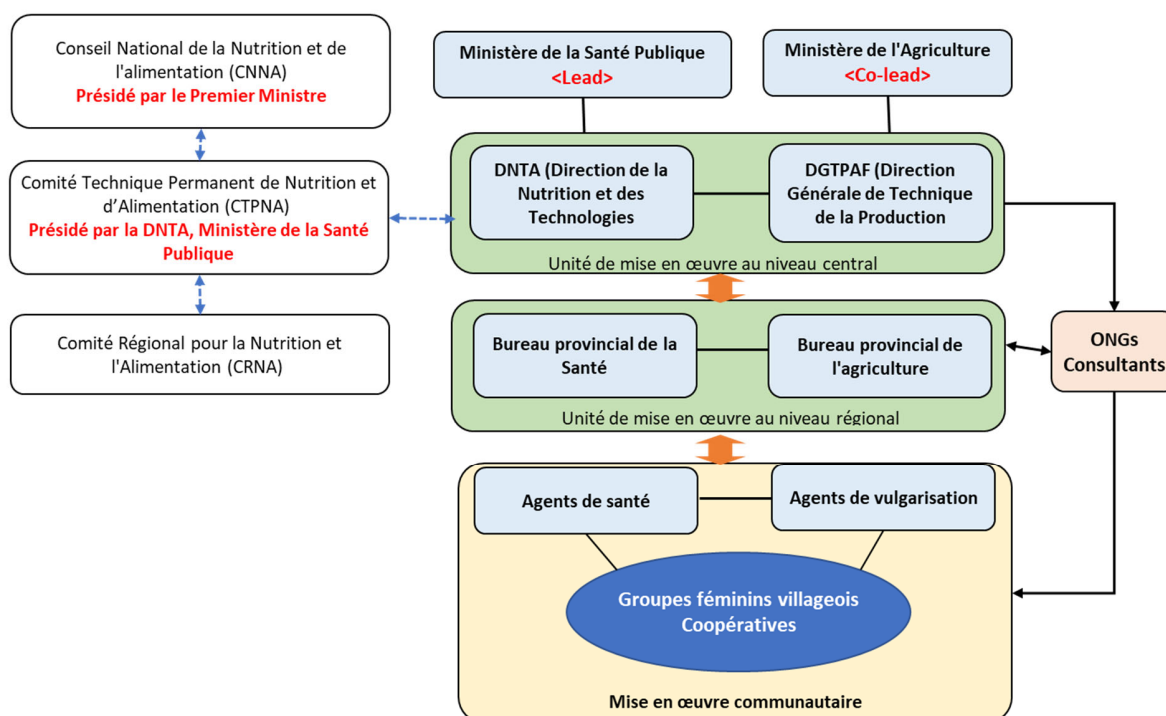 Conseil National de la Nutrition et de
l'alimentation (CNNA)
Présidé par le Premier Ministre
Comité Technique Permanent de Nutrition et
d’Alimentation (CTPNA)
Présidé par la DNTA, Ministère de la Santé
Publique
Comité Régional pour la Nutrition et
l'Alimentation (CRNA)
Ministère de la Santé Publique
<Lead>
Ministère de l'Agriculture
<Co-lead>
DNTA (Direction de la
Nutrition et des
Technologies
DGTPAF (Direction
Générale de Technique
de la Production
Unité de mise en œuvre au niveau central
Bureau provincial de la
Santé
Bureau provincial de
l'agriculture
Unité de mise en œuvre au niveau régional
ONGs
Consultants
Agents de santé
Agents de vulgarisation
Groupes féminins villageois
Coopératives
Mise en œuvre communautaire